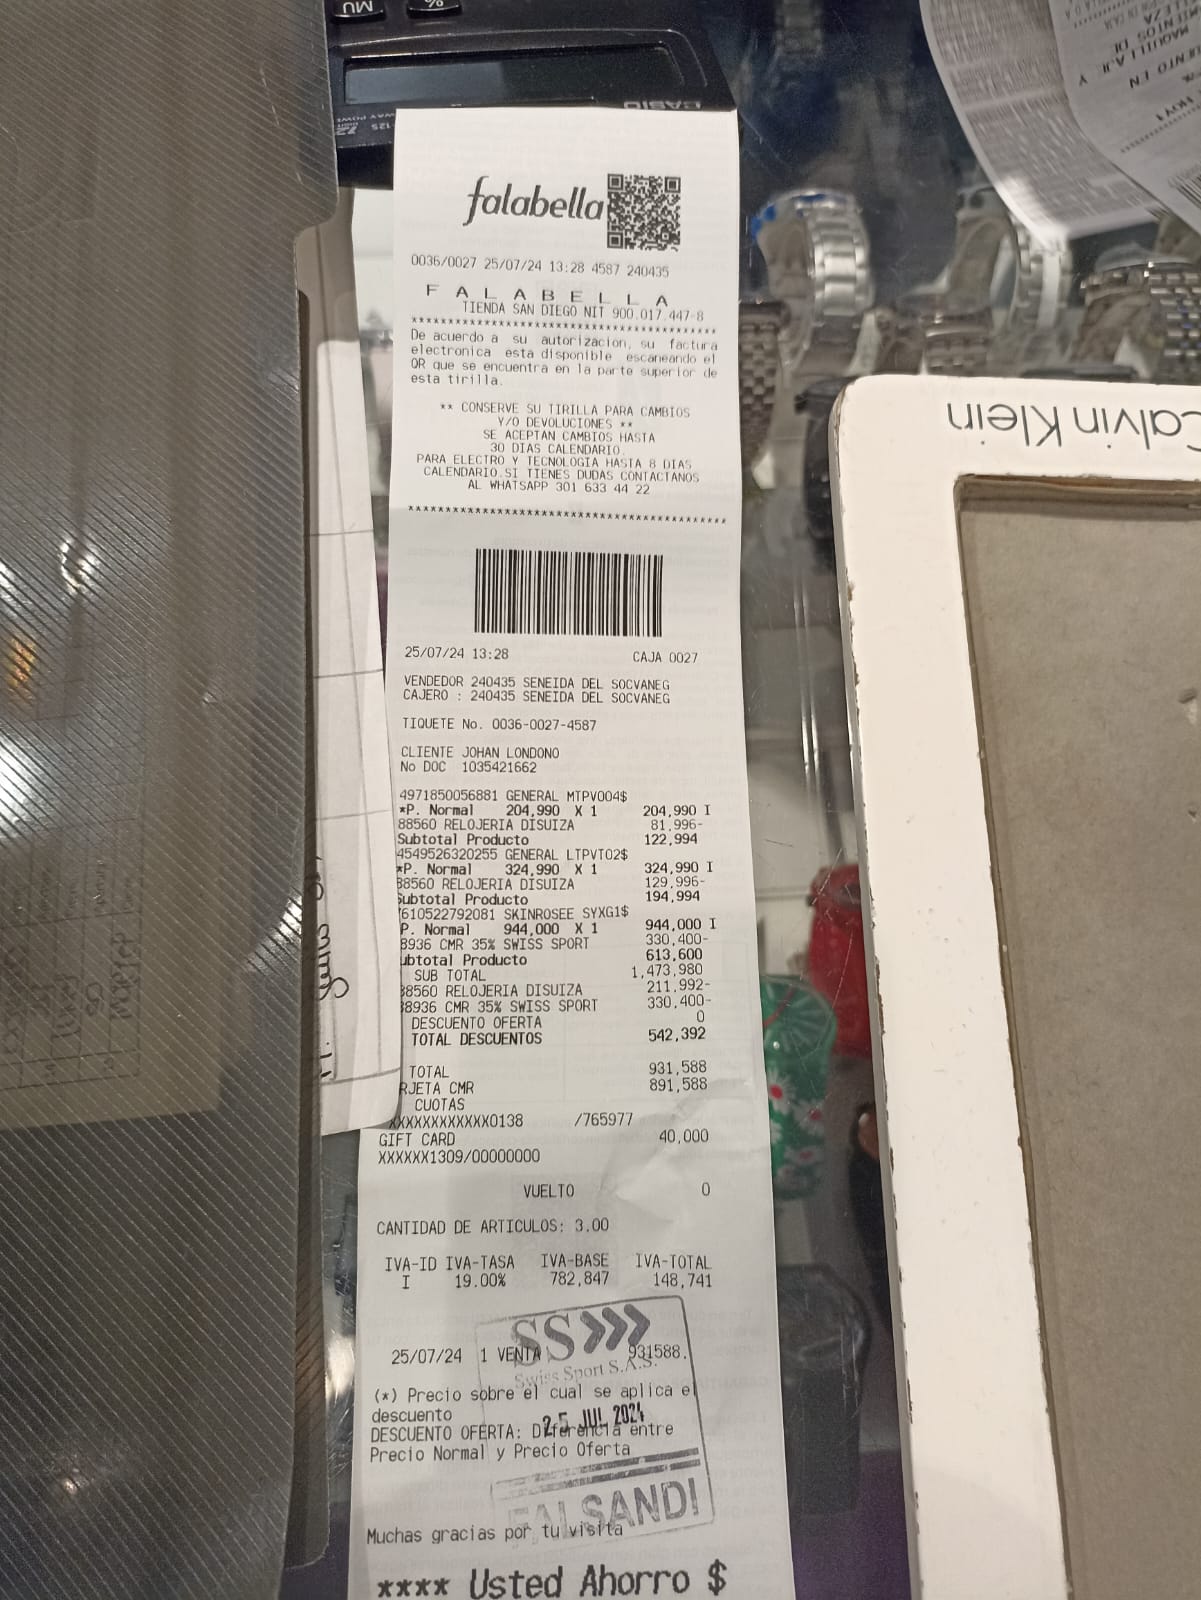 MU
%
CASIO
falabella
0036/0027 25/07/24 13:28 4587 240435
F A L A B E L L A
TIENDA SAN DIEGO NIT 900.017.447-8
De acuerdo a su autorizacion, su factura
electronica esta disponible escaneando el
QR que se encuentra en la parte superior de
esta tirilla.
** CONSERVE SU TIRILLA PARA CAMBIOS
Y/O DEVOLUCIONES **
SE ACEPTAN CAMBIOS HASTA
30 DIAS CALENDARIO.
PARA ELECTRO Y TECNOLOGIA HASTA 8 DIAS
CALENDARIO.SI TIENES DUDAS CONTACTANOS
AL WHATSAPP 301 633 44 22
25/07/24 13:28 CAJA 0027
VENDEDOR 240435 SENEIDA DEL SOCVANEG
CAJERO : 240435 SENEIDA DEL SOCVANEG
TIQUETE No. 0036-0027-4587
CLIENTE JOHAN LONDONO
No DOC 1035421662
4971850056881 GENERAL MTPV004$
*P. Normal 204,990 X 1 204,990 I
88560 RELOJERIA DISUIZA 81,996-
Subtotal Producto 122,994
4549526320255 GENERAL LTPVT02$
*P. Normal 324,990 X 1 324,990 I
88560 RELOJERIA DISUIZA 129,996-
Subtotal Producto 194,994
7610522792081 SKINROSEE SYXG1$
P. Normal 944,000 X 1 944,000 I
8936 CMR 35% SWISS SPORT 330,400-
ubtotal Producto 613,600
SUB TOTAL 1,473,980
88560 RELOJERIA DISUIZA 211,992-
88936 CMR 35% SWISS SPORT 330,400-
DESCUENTO OFERTA 0
TOTAL DESCUENTOS 542,392
TOTAL 931,588
RJETA CMR 891,588
CUOTAS
XXXXXXXXXXXX0138 /765977
GIFT CARD 40,000
XXXXXX1309/00000000
VUELTO 0
CANTIDAD DE ARTICULOS: 3.00
IVA-ID IVA-TASA IVA-BASE IVA-TOTAL
I 19.00% 782,847 148,741
SS
25/07/24 1 VENTA 931588.
Swiss Sport S.A.S.
(*) Precio sobre el cual se aplica el
descuento
25 JUL 2024
DESCUENTO OFERTA: Diferencia entre
Precio Normal y Precio Oferta
FALSANDI
Muchas gracias por tu visita
**** Usted Ahorro $
Calvin Klein